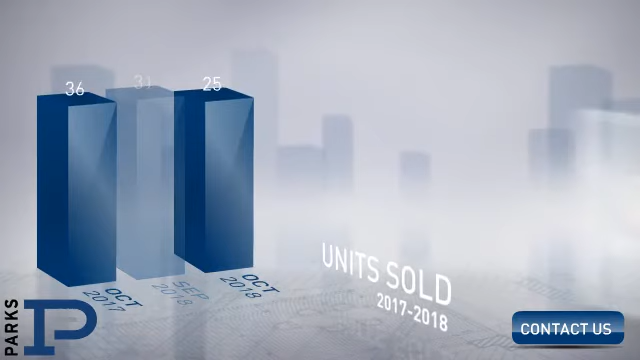 36
31
25
OCT
2017
SEP
2018
OCT
2018
UNITS SOLD
2017-2018
PARKS
P
CONTACT US